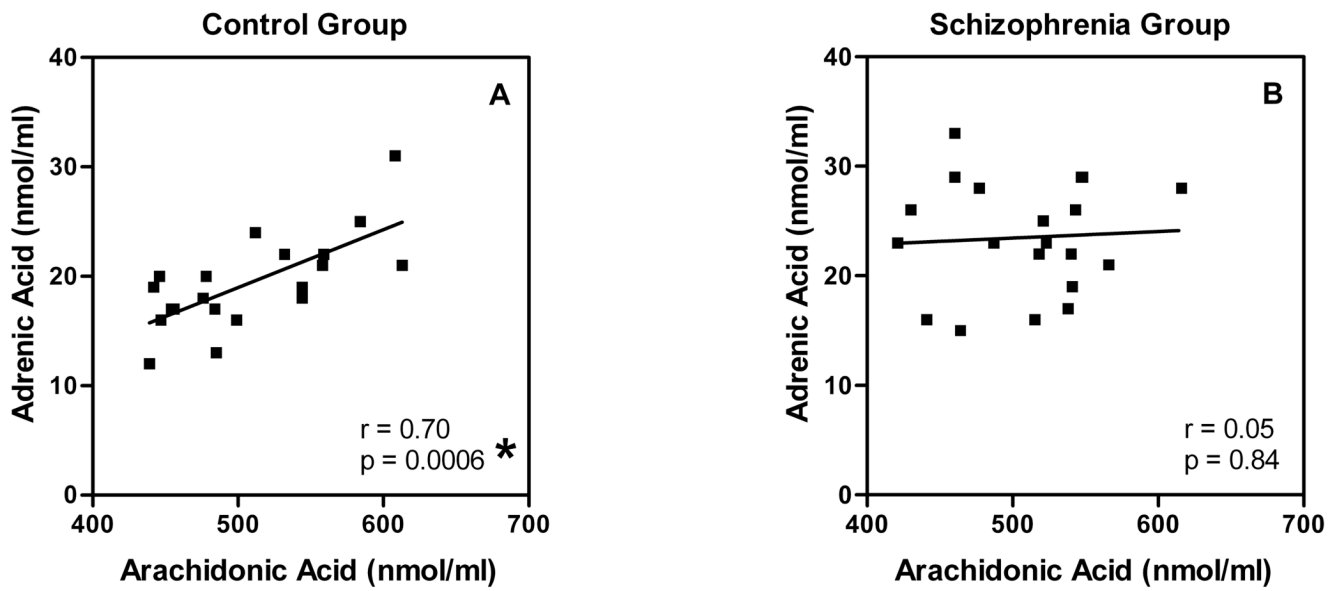 Control Group
A
Adrenic Acid (nmol/ml)
40
30
20
10
0
r = 0.70
p = 0.0006 *
400 500 600 700
Arachidonic Acid (nmol/ml)
Schizophrenia Group
B
Adrenic Acid (nmol/ml)
40
30
20
10
0
r = 0.05
p = 0.84
400 500 600 700
Arachidonic Acid (nmol/ml)